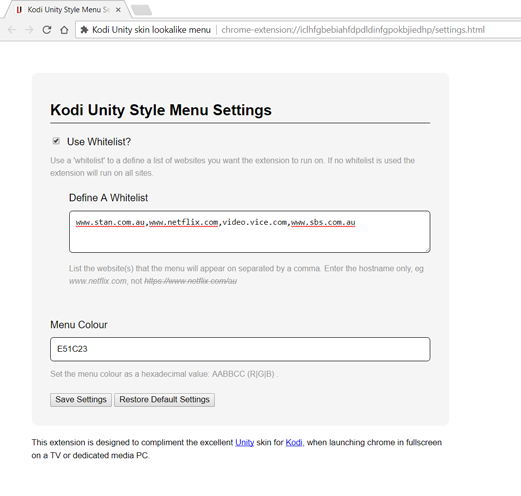 Kodi Unity Style Menu Se
Kodi Unity skin lookalike menu chrome-extension://iclhfgbebiahfdpdldinfgpokbjiedhp/settings.html
Kodi Unity Style Menu Settings
Use Whitelist?
Use a 'whitelist' to a define a list of websites you want the extension to run on. If no whitelist is used the
extension will run on all sites.
Define A Whitelist
www.stan.com.au,www.netflix.com,video.vice.com,www.sbs.com.au
List the website(s) that the menu will appear on separated by a comma. Enter the hostname only, eg
www.netflix.com, not https://www.netflix.com/au
Menu Colour
E51C23
Set the menu colour as a hexadecimal value: AABBCC (R|G|B) .
Save Settings Restore Default Settings
This extension is designed to compliment the excellent Unity skin for Kodi, when launching chrome in fullscreen
on a TV or dedicated media PC.